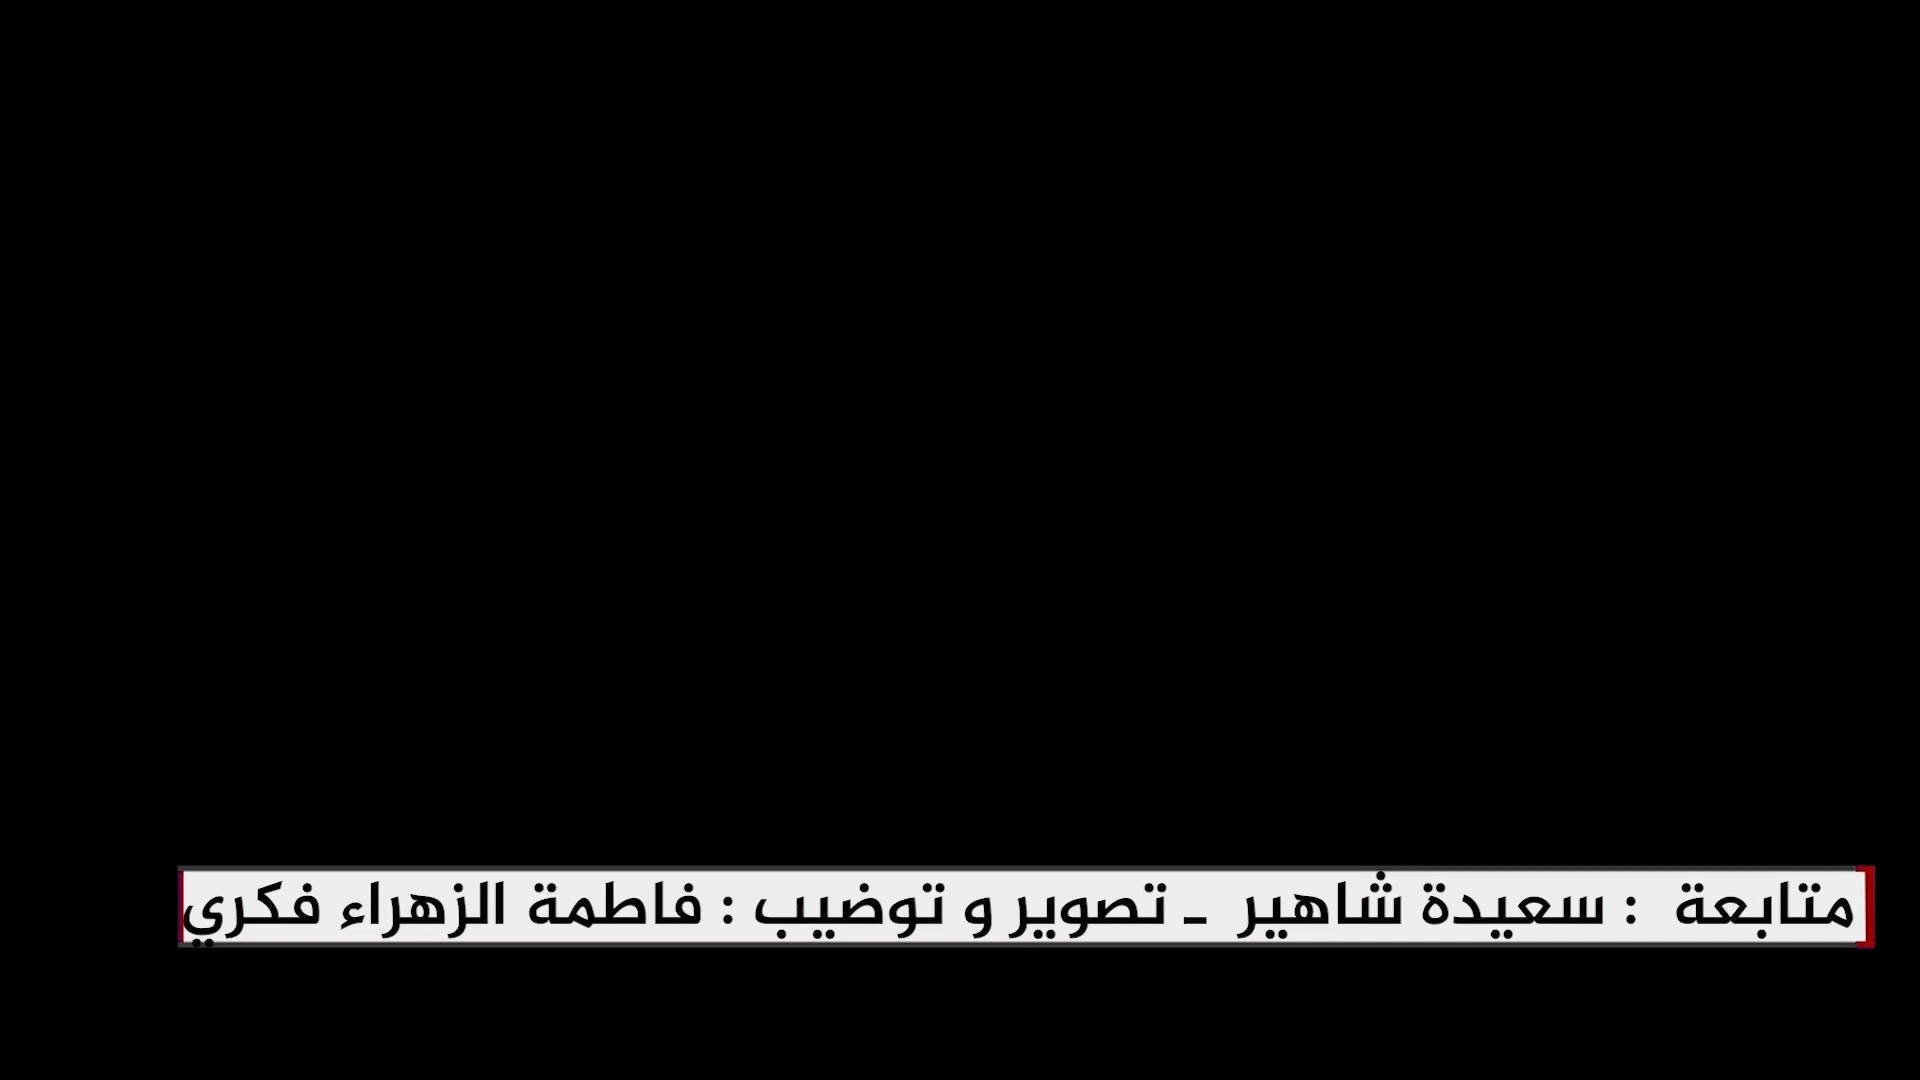 متابعة : سعيدة شاهير ـ تصوير و توضيب : فاطمة الزهراء فكري